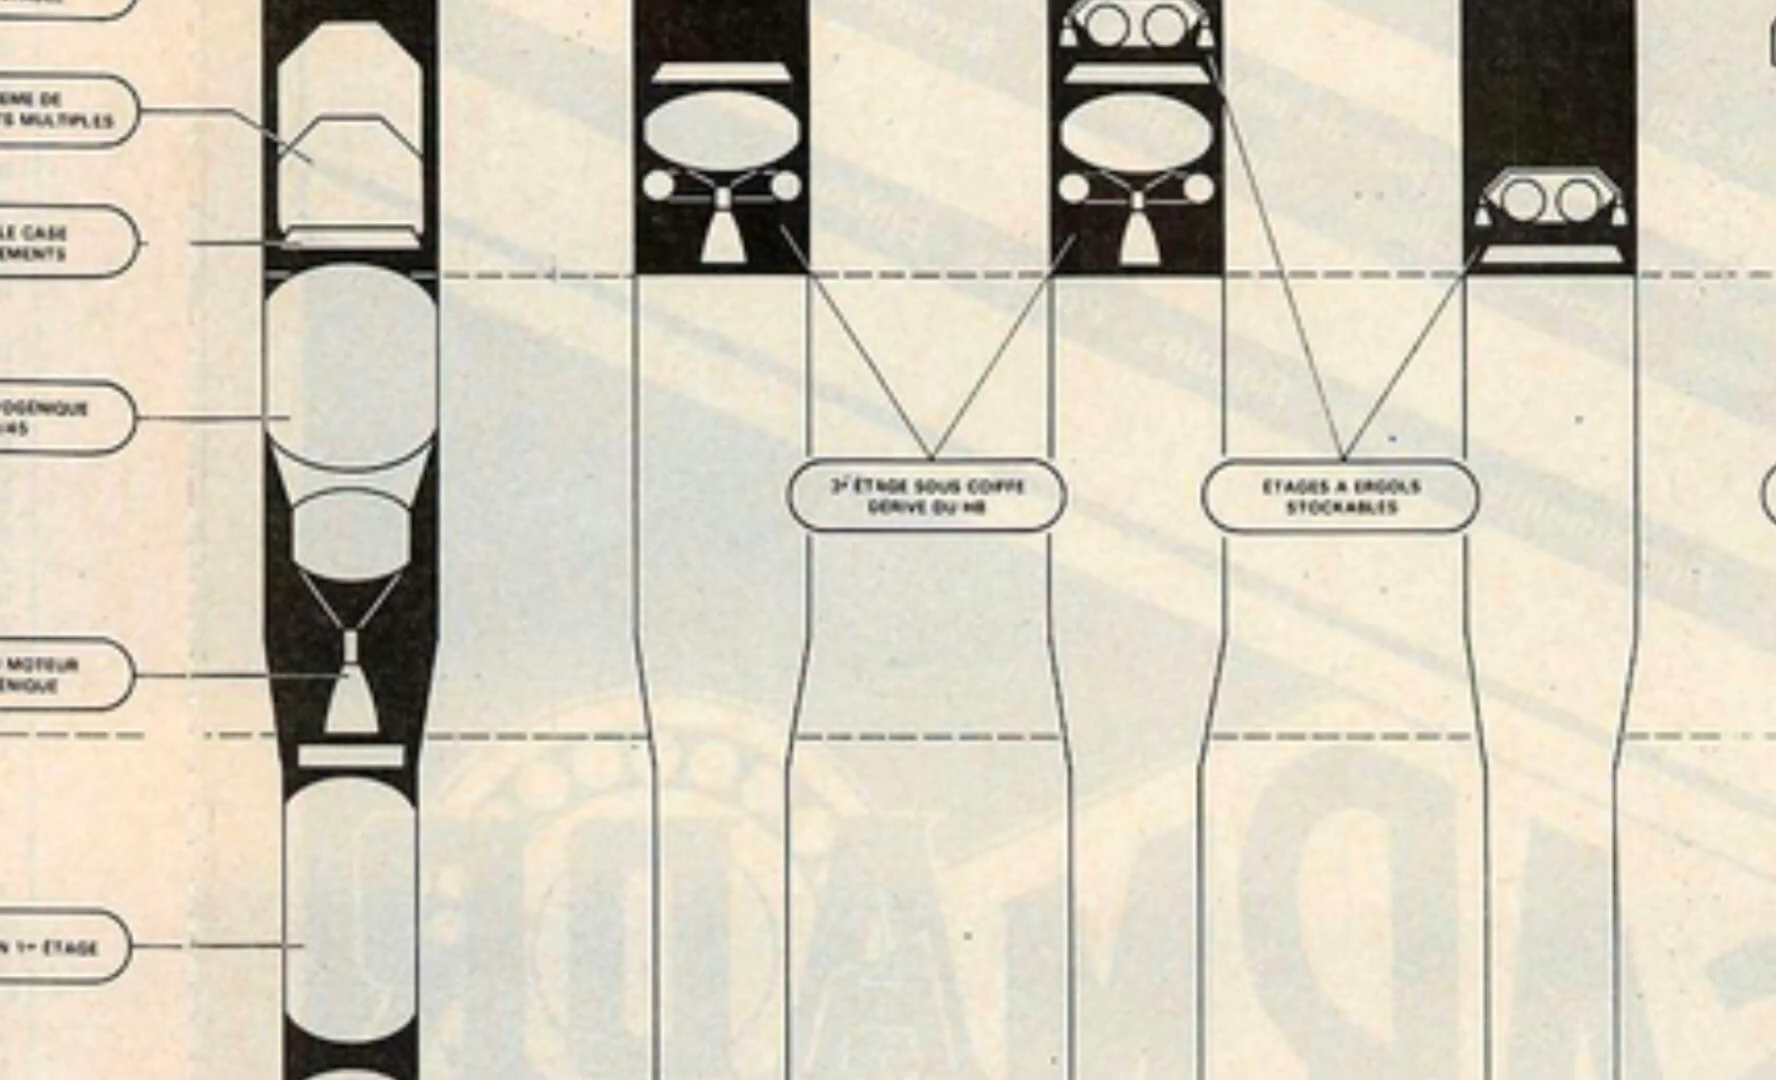 EME DE
TS MULTIPLES
LE CASE
EMENTS
OGENIQUE
H45
MOTEUR
ENIQUE
N 1er ETAGE
3e ETAGE SOUS COIFFE
DERIVE DU H8
ETAGES A ERGOLS
STOCKABLES